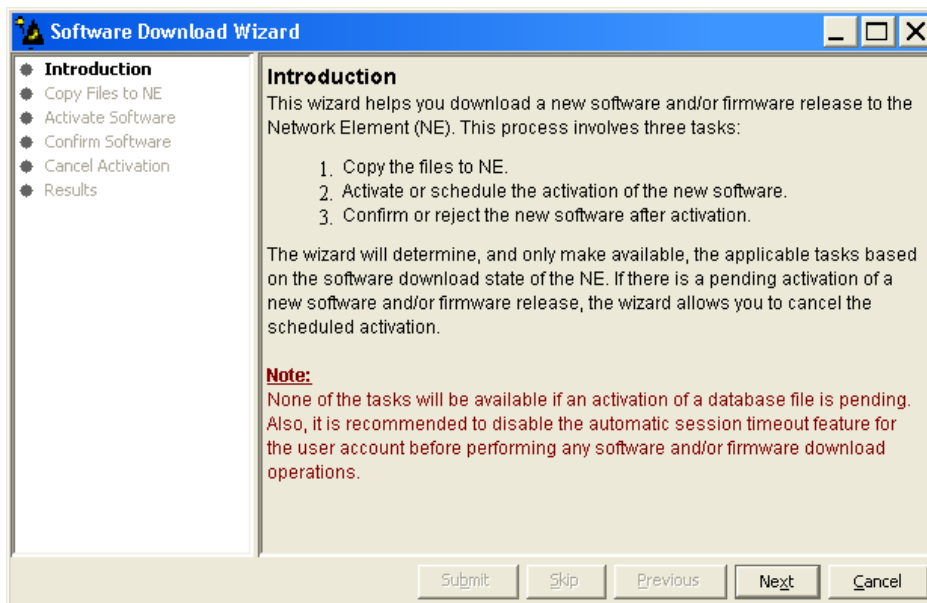 Software Download Wizard
Introduction
Copy Files to NE
Activate Software
Confirm Software
Cancel Activation
Results
Introduction
This wizard helps you download a new software and/or firmware release to the
Network Element (NE). This process involves three tasks:
1. Copy the files to NE.
2. Activate or schedule the activation of the new software.
3. Confirm or reject the new software after activation.
The wizard will determine, and only make available, the applicable tasks based
on the software download state of the NE. If there is a pending activation of a
new software and/or firmware release, the wizard allows you to cancel the
scheduled activation.
Note:
None of the tasks will be available if an activation of a database file is pending.
Also, it is recommended to disable the automatic session timeout feature for
the user account before performing any software and/or firmware download
operations.
Submit Skip Previous Next Cancel